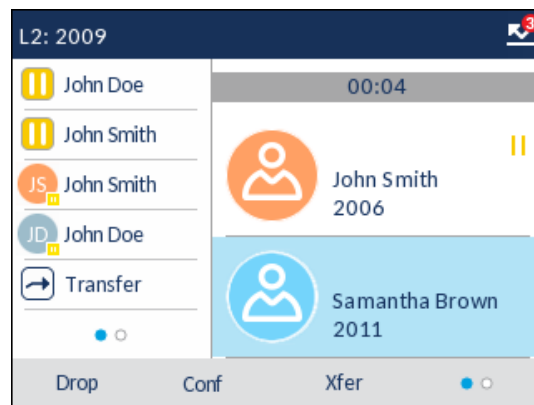 L2: 2009
3
John Doe
John Smith
JS John Smith
JD John Doe
Transfer
00:04
John Smith
2006
Samantha Brown
2011
Drop Conf Xfer